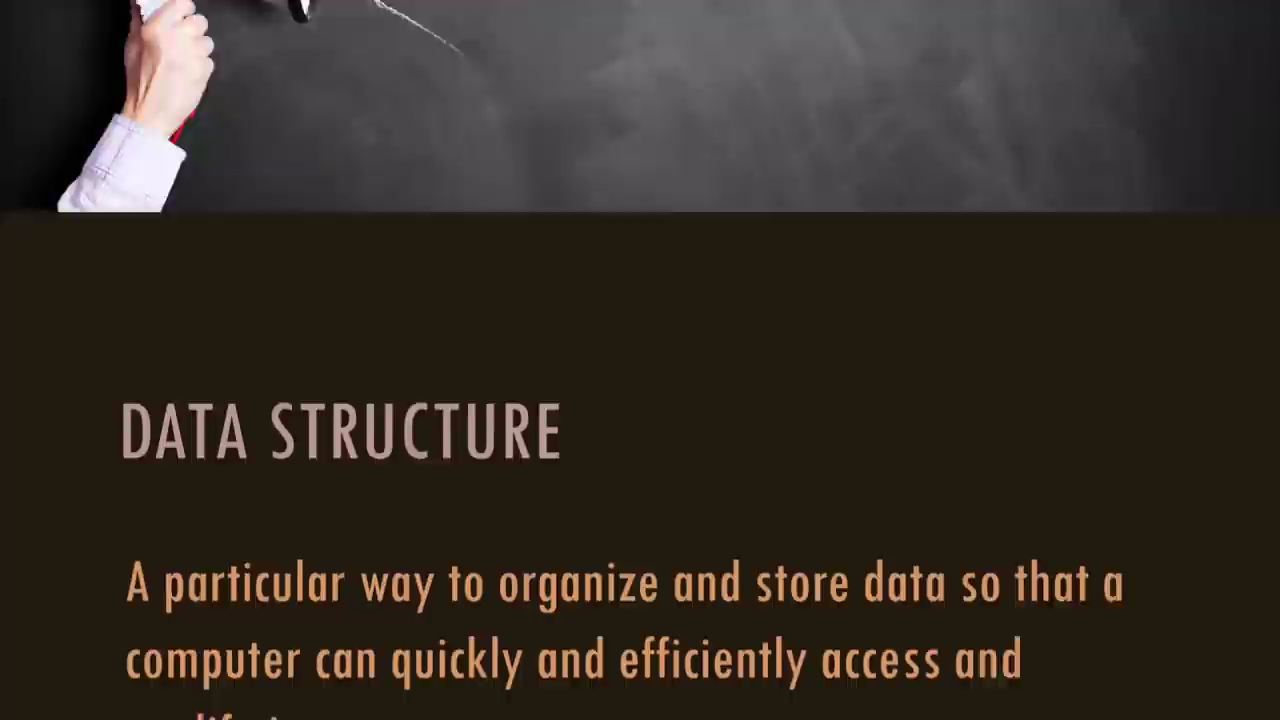 DATA STRUCTURE
A particular way to organize and store data so that a
computer can quickly and efficiently access and